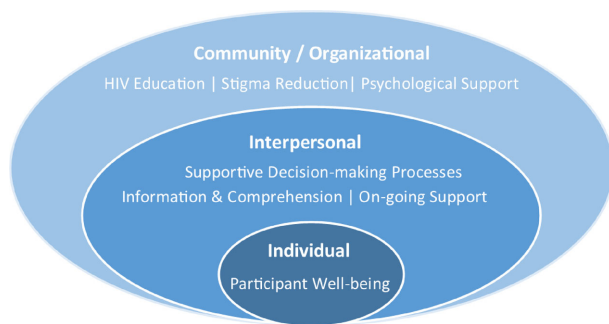 Community / Organizational
HIV Education | Stigma Reduction| Psychological Support
Interpersonal
Supportive Decision-making Processes
Information & Comprehension | On-going Support
Individual
Participant Well-being